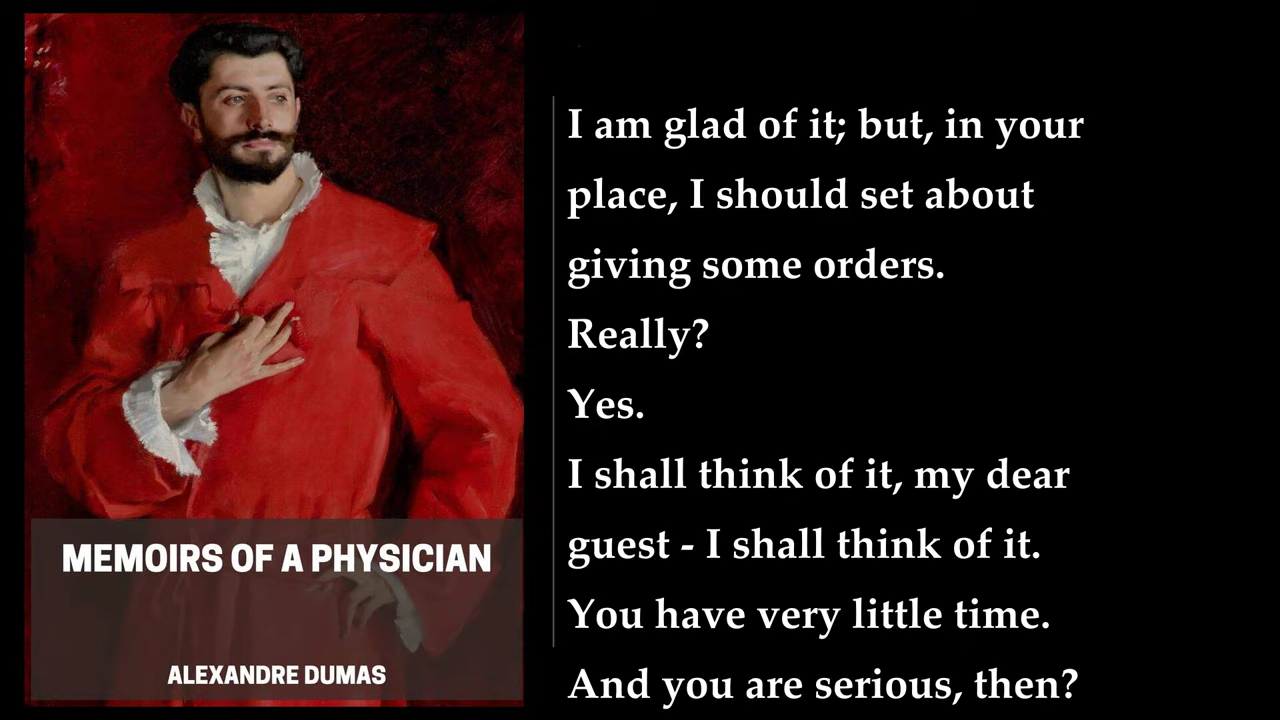 MEMOIRS OF A PHYSICIAN
ALEXANDRE DUMAS
I am glad of it; but, in your
place, I should set about
giving some orders.
Really?
Yes.
I shall think of it, my dear
guest - I shall think of it.
You have very little time.
And you are serious, then?